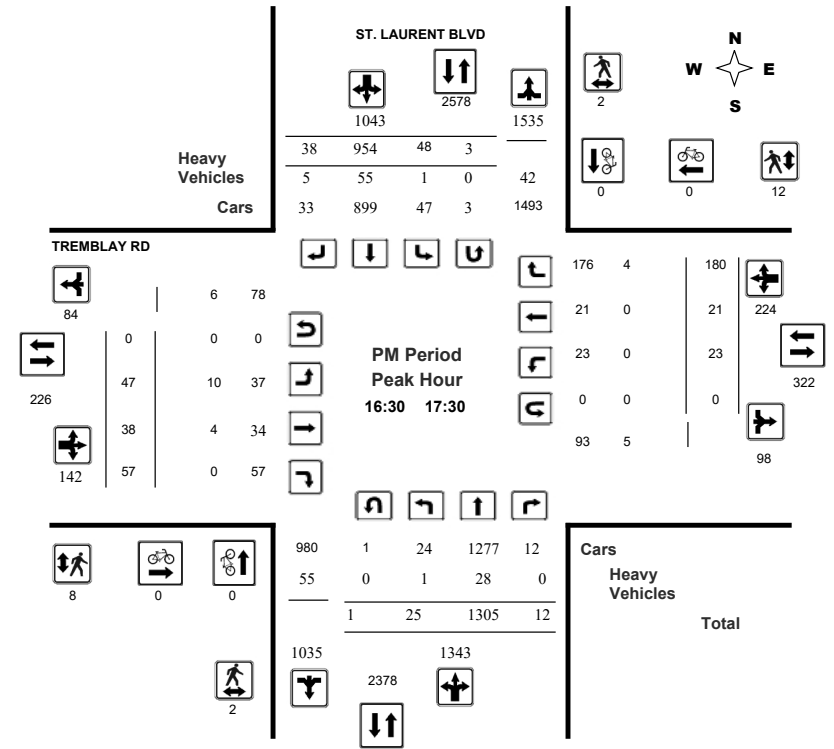 ST. LAURENT BLVD
N
W E
S
2578
2
1043 1535
38 954 48 3
Heavy
Vehicles
5 55 1 0 42
Cars
33 899 47 3 1493
0 0 12
TREMBLAY RD
84
6 78
176 4 180
224
0 0 0
21 0 21
226
47 10 37
PM Period
Peak Hour
16:30 17:30
23 0 23
322
38 4 34
0 0 0
142
57 0 57
93 5
98
980 1 24 1277 12
Cars
55 0 1 28 0
Heavy
Vehicles
8 0 0
1 25 1305 12
Total
1035 1343
2378
2